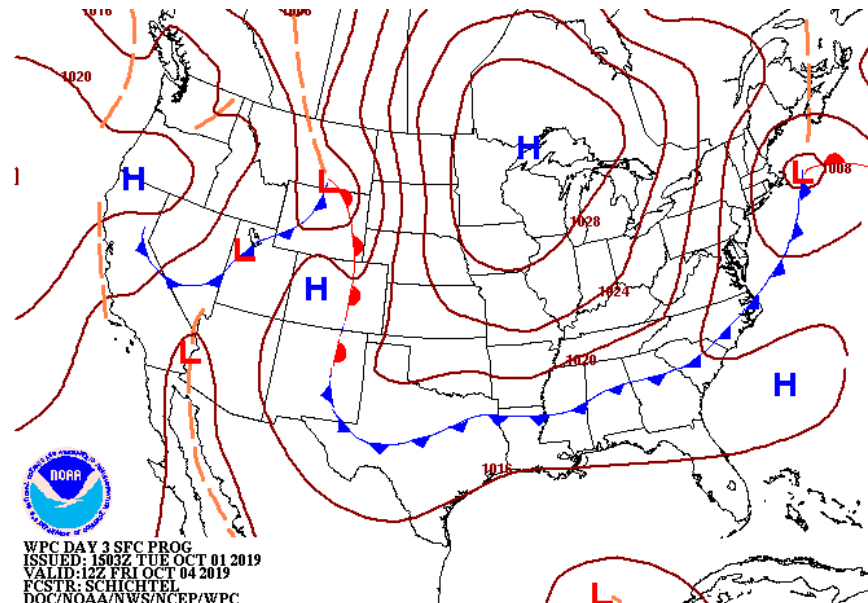 1016
1008
1020
H
H
L
L
1008
1028
L
H
1024
L
1020
H
1016
NOAA
WPC DAY 3 SFC PROG
ISSUED: 1503Z TUE OCT 01 2019
VALID:12Z FRI OCT 04 2019
FCSTR: SCHICHTEL
DOC/NOAA/NWS/NCEP/WPC
L